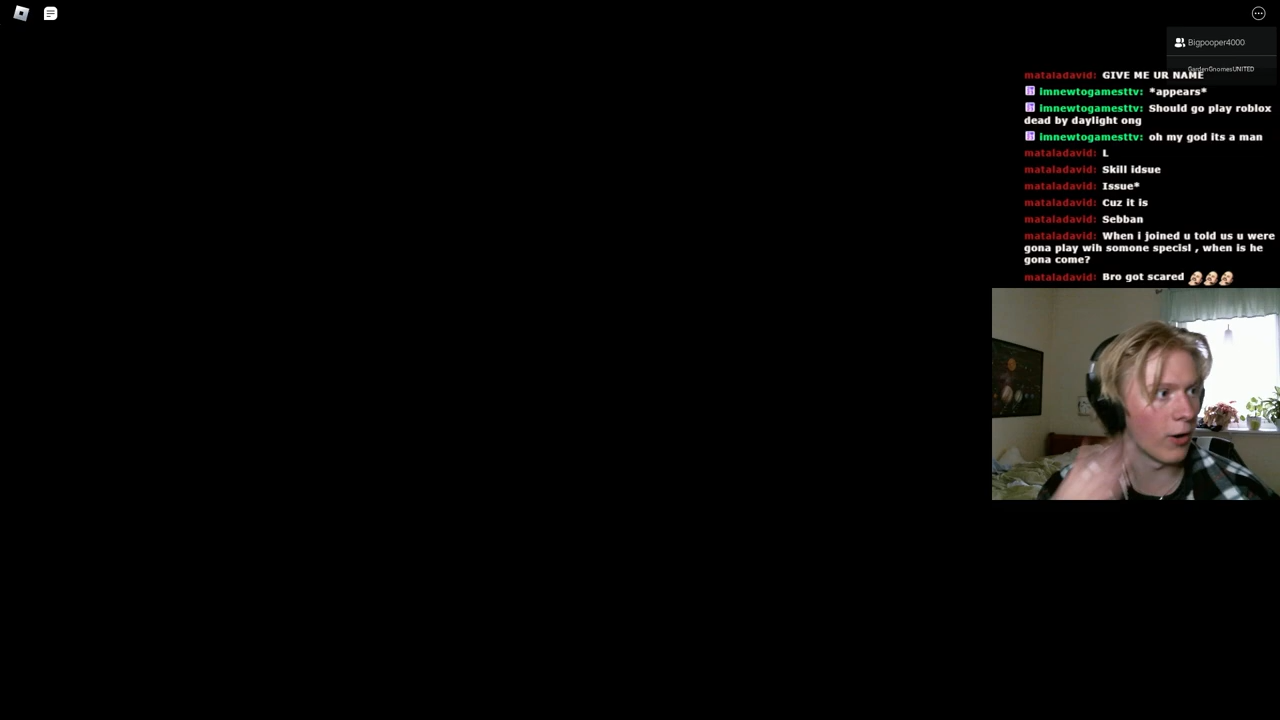 Bigpooper4000
GardenGnomesUNITED
mataladavid: GIVE ME UR NAME
imnewtogamesttv: *appears*
imnewtogamesttv: Should go play roblox
dead by daylight ong
imnewtogamesttv: oh my god its a man
mataladavid: L
mataladavid: Skill idsue
mataladavid: Issue*
mataladavid: Cuz it is
mataladavid: Sebban
mataladavid: When i joined u told us u were
gona play wih somone specisl , when is he
gona come?
mataladavid: Bro got scared